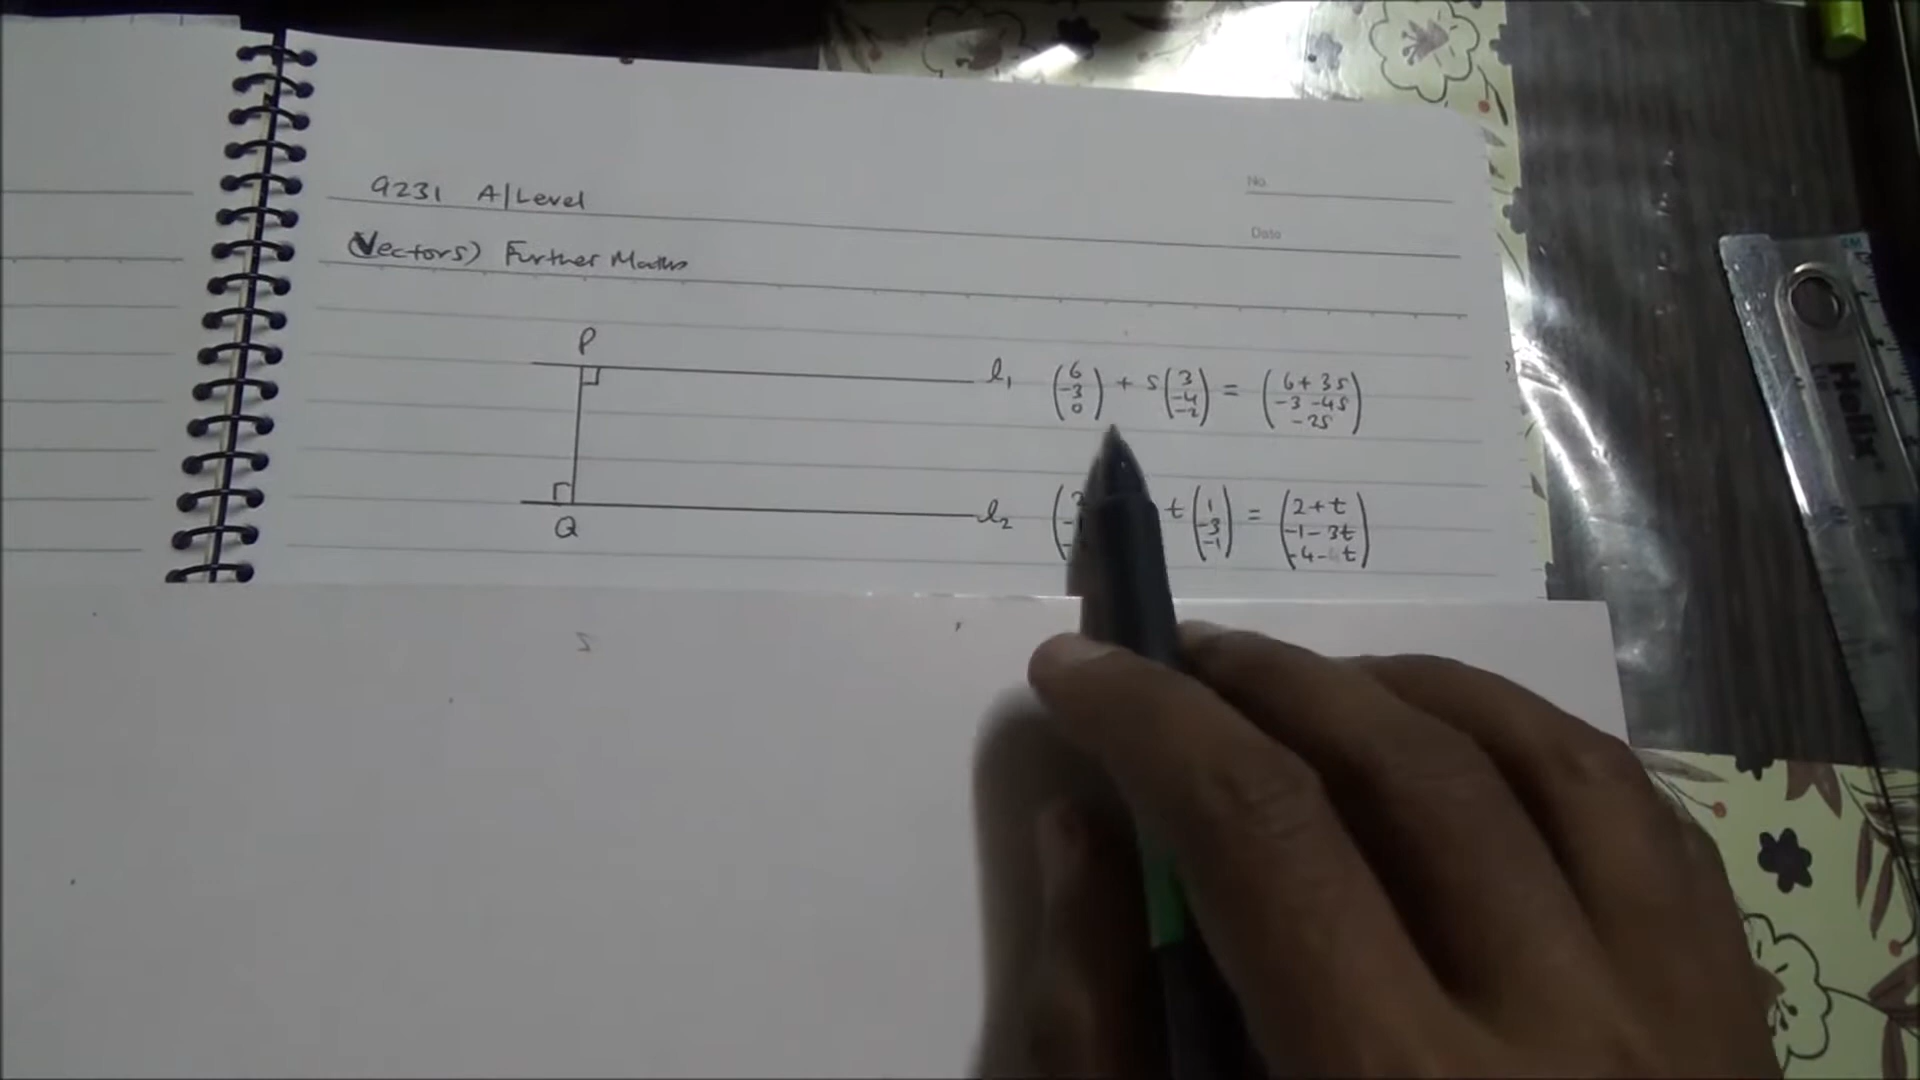 No.
9231 A/Level
Date
(Vectors) Further Maths
P
l₁ (6 -3 0) + s(3 -4 -2) = (6+3s -3-4s -2s)
l₂ t(1 -3 -1) = (2+t -1-3t -4-t)
Q
Helix